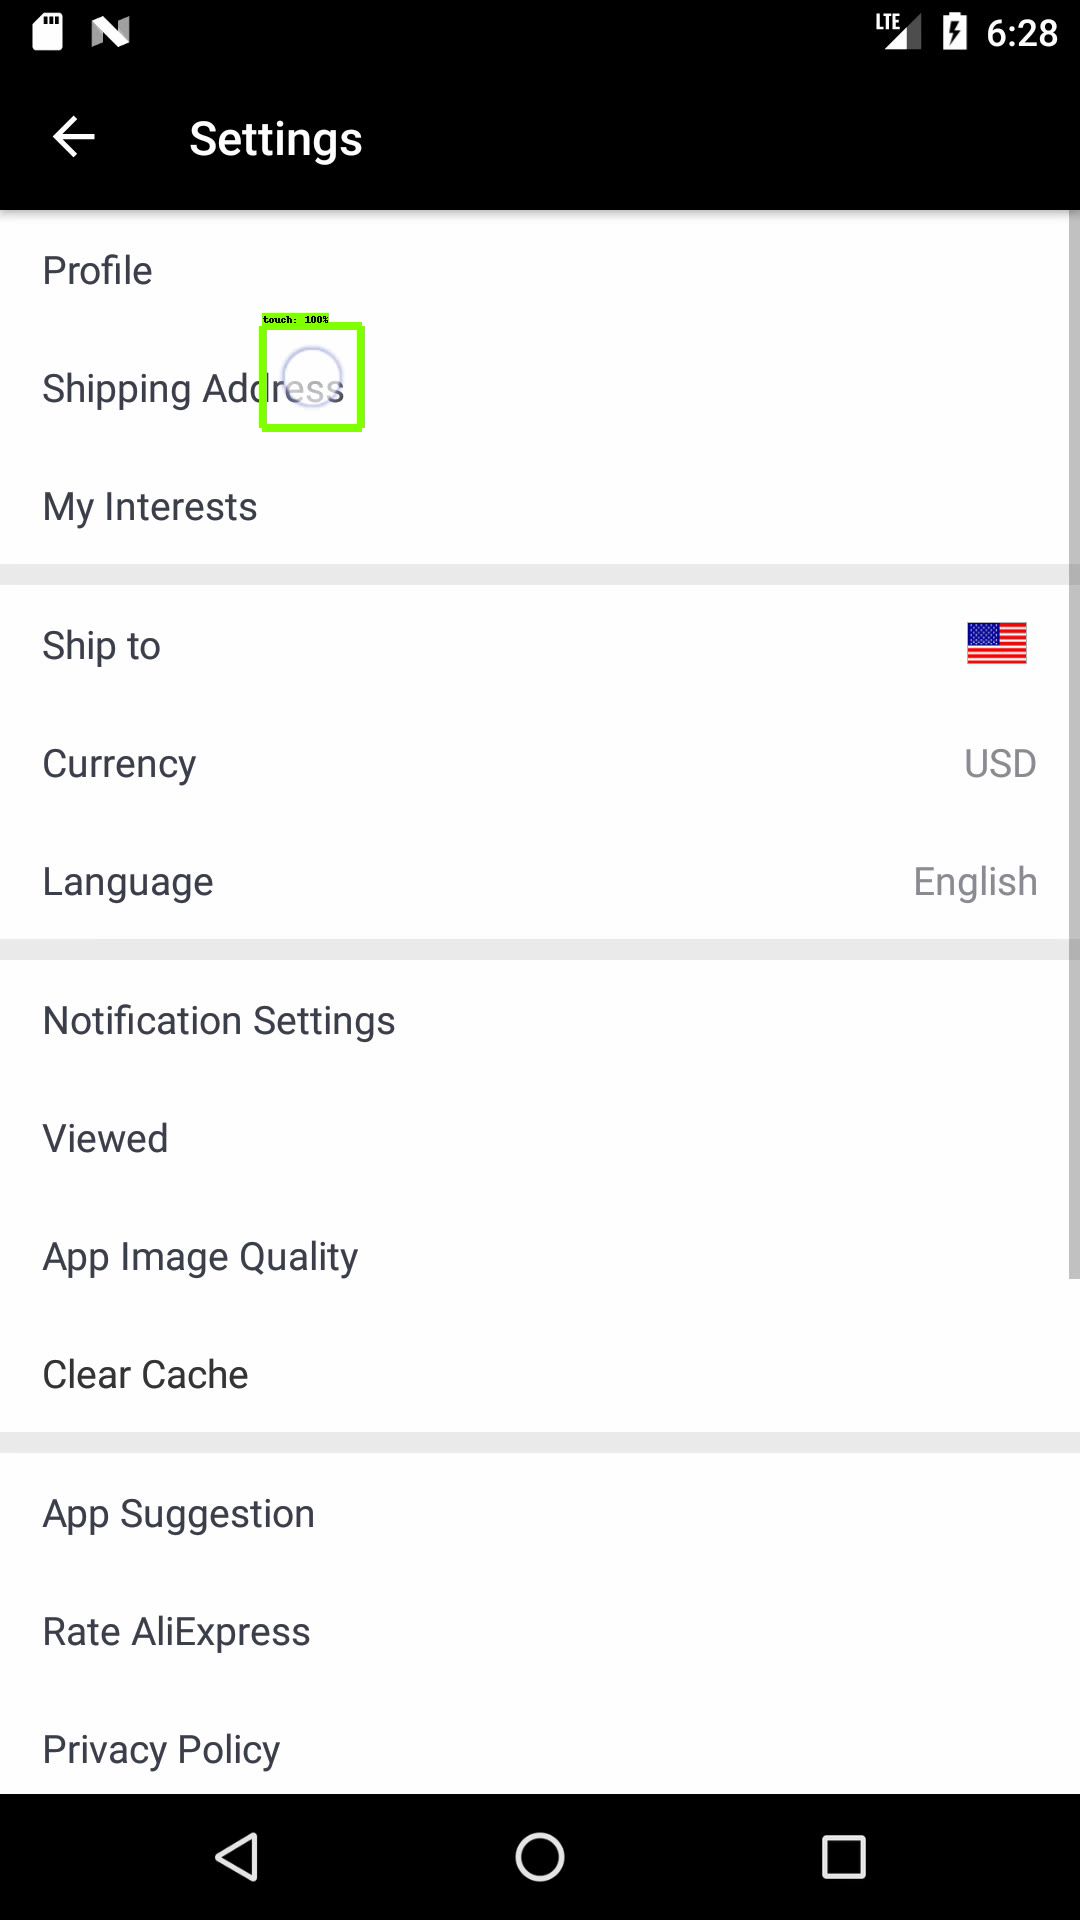 LTE 6:28
Settings
Profile
touch: 100%
Shipping Address
My Interests
Ship to
Currency USD
Language English
Notification Settings
Viewed
App Image Quality
Clear Cache
App Suggestion
Rate AliExpress
Privacy Policy